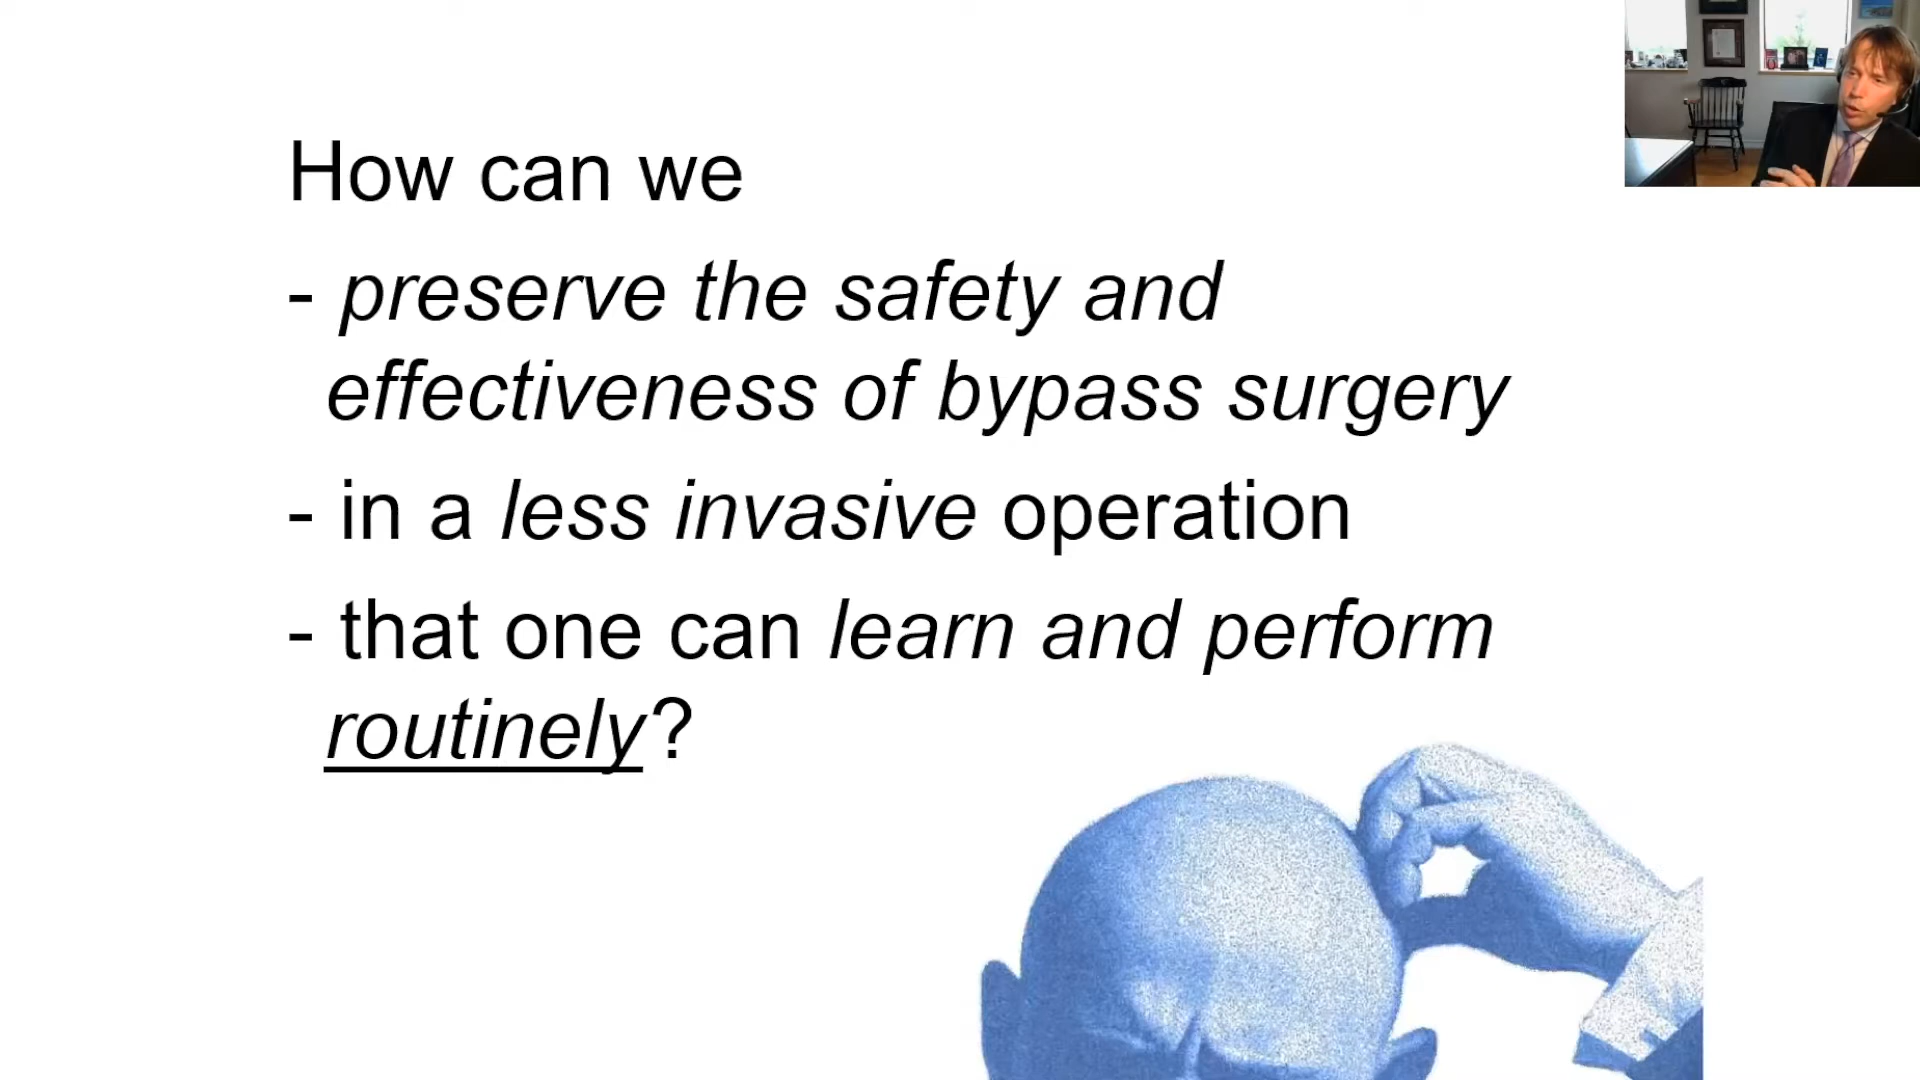 How can we
- preserve the safety and
effectiveness of bypass surgery
- in a less invasive operation
- that one can learn and perform
routinely?